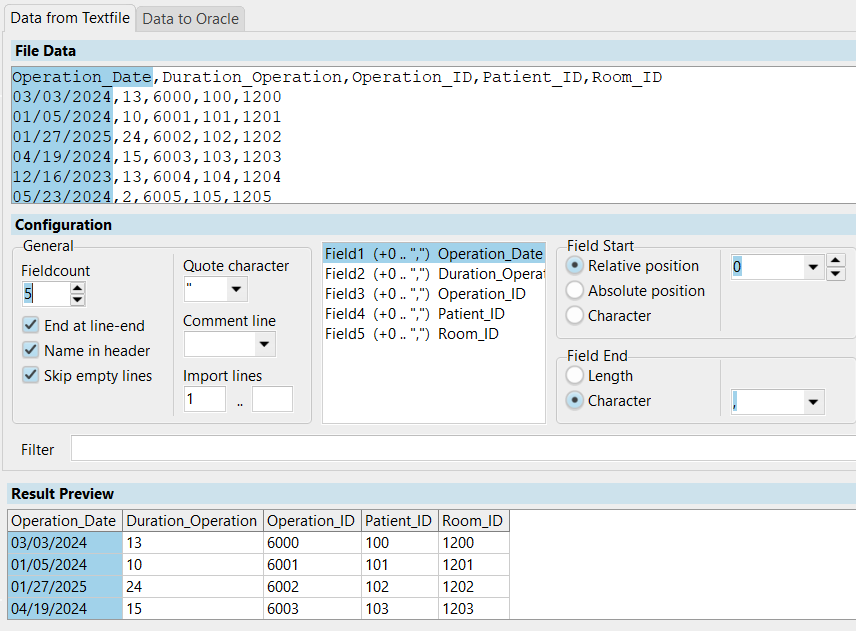 Data from Textfile Data to Oracle
File Data
Operation_Date,Duration_Operation,Operation_ID,Patient_ID,Room_ID
03/03/2024,13,6000,100,1200
01/05/2024,10,6001,101,1201
01/27/2025,24,6002,102,1202
04/19/2024,15,6003,103,1203
12/16/2023,13,6004,104,1204
05/23/2024,2,6005,105,1205
Configuration
General
Fieldcount
5
End at line-end
Name in header
Skip empty lines
Quote character
"
Comment line
Import lines
1 ..
Field1 (+0 .. ",") Operation_Date
Field2 (+0 .. ",") Duration_Operat
Field3 (+0 .. ",") Operation_ID
Field4 (+0 .. ",") Patient_ID
Field5 (+0 .. ",") Room_ID
Field Start
Relative position 0
Absolute position
Character
Field End
Length
Character ,
Filter
Result Preview
Operation_Date Duration_Operation Operation_ID Patient_ID Room_ID
03/03/2024 13 6000 100 1200
01/05/2024 10 6001 101 1201
01/27/2025 24 6002 102 1202
04/19/2024 15 6003 103 1203